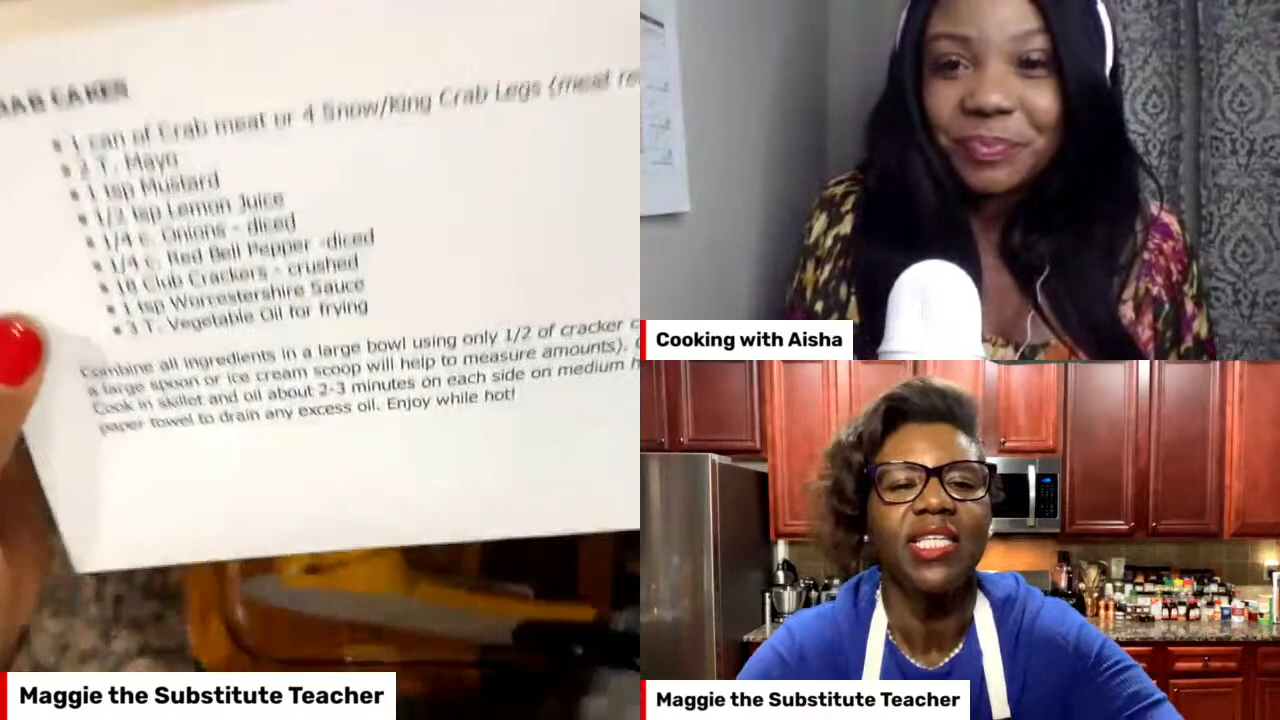 CRAB CAKES
• 1 can of Crab meat or 4 Snow/King Crab Legs (meat
• 2 T. Mayo
• 1 tsp Mustard
• 1/2 tsp Lemon Juice
• 1/4 c. Onions - diced
• 1/4 c. Red Bell Pepper -diced
• 18 Club Crackers - crushed
• 1 tsp Worcestershire Sauce
• 3 T. Vegetable Oil for frying
Combine all ingredients in a large bowl using only 1/2 of cracker
a large spoon or ice cream scoop will help to measure amounts).
Cook in skillet and oil about 2-3 minutes on each side on medium
paper towel to drain any excess oil. Enjoy while hot!
Maggie the Substitute Teacher
Cooking with Aisha
Maggie the Substitute Teacher